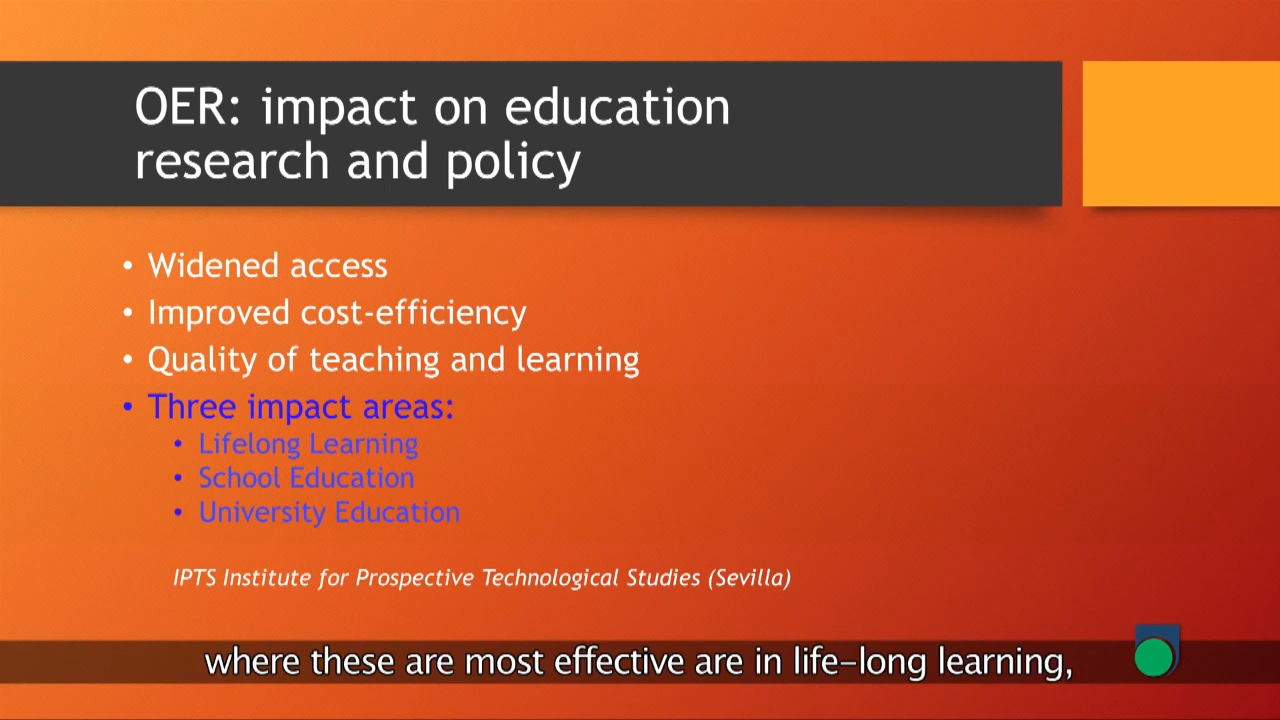 OER: impact on education
research and policy
• Widened access
• Improved cost-efficiency
• Quality of teaching and learning
• Three impact areas:
• Lifelong Learning
• School Education
• University Education
IPTS Institute for Prospective Technological Studies (Sevilla)
where these are most effective are in life-long learning,